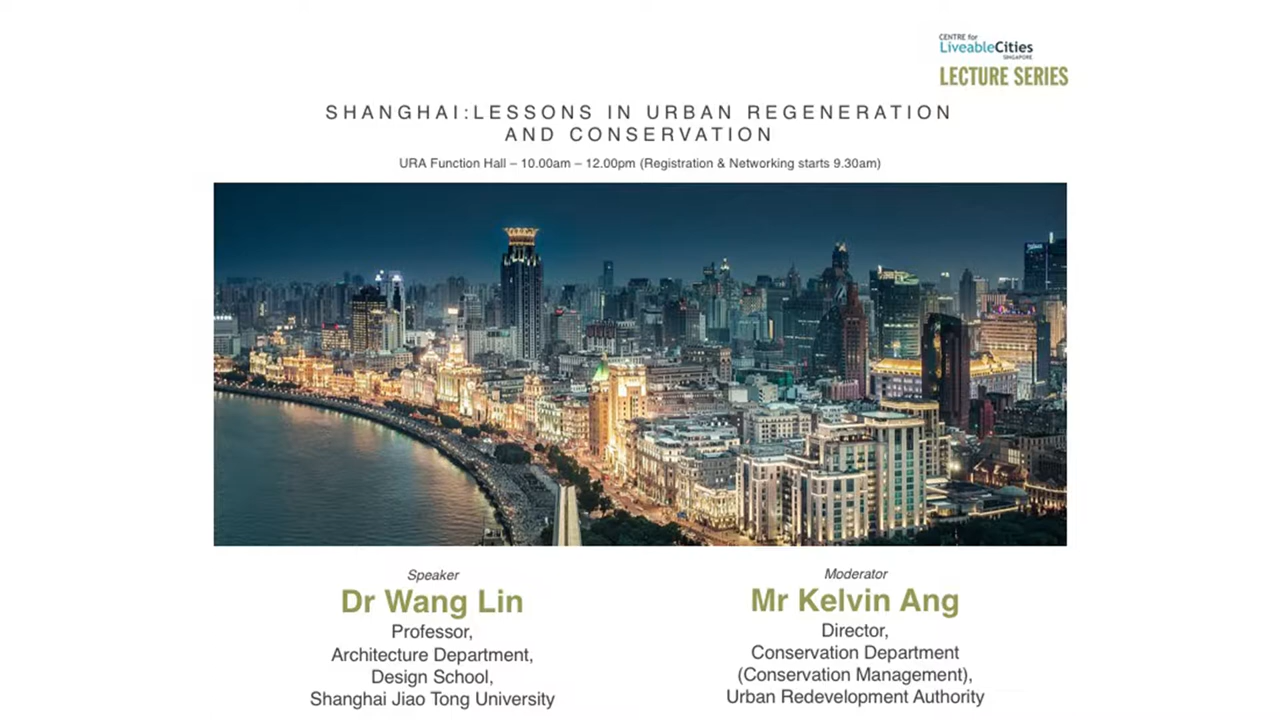 CENTRE for
LiveableCities
SINGAPORE
LECTURE SERIES
SHANGHAI:LESSONS IN URBAN REGENERATION
AND CONSERVATION
URA Function Hall – 10.00am – 12.00pm (Registration & Networking starts 9.30am)
Speaker
Dr Wang Lin
Professor,
Architecture Department,
Design School,
Shanghai Jiao Tong University
Moderator
Mr Kelvin Ang
Director,
Conservation Department
(Conservation Management),
Urban Redevelopment Authority